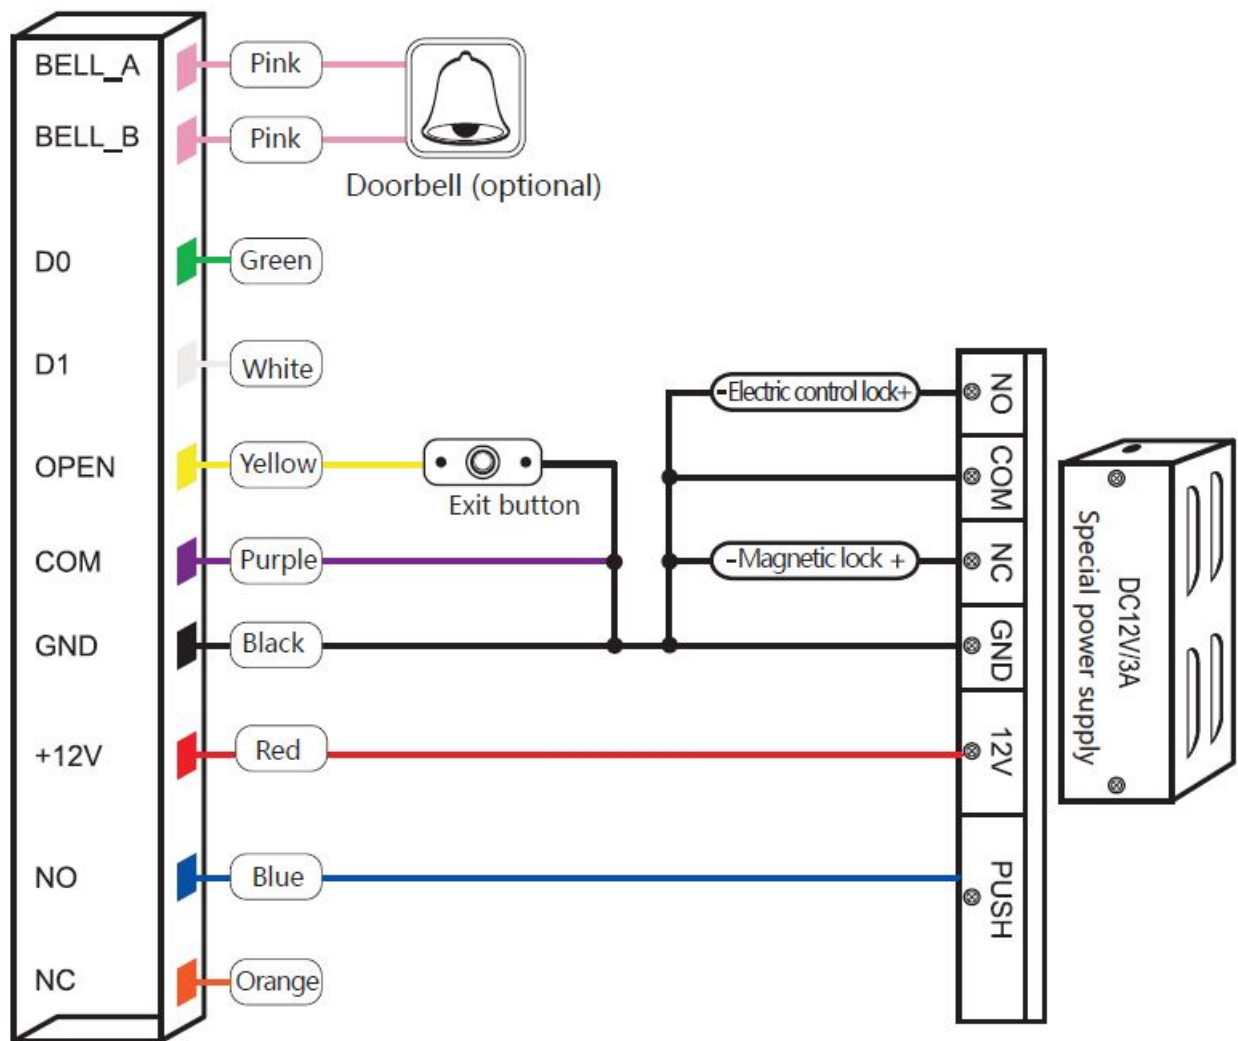 BELL_A
Pink
BELL_B
Pink
Doorbell (optional)
D0
Green
D1
White
OPEN
Yellow
Exit button
COM
Purple
GND
Black
+12V
Red
NO
Blue
NC
Orange
-Electric control lock+
-Magnetic lock +
NO
COM
NC
GND
12V
PUSH
DC12V/3A
Special power supply